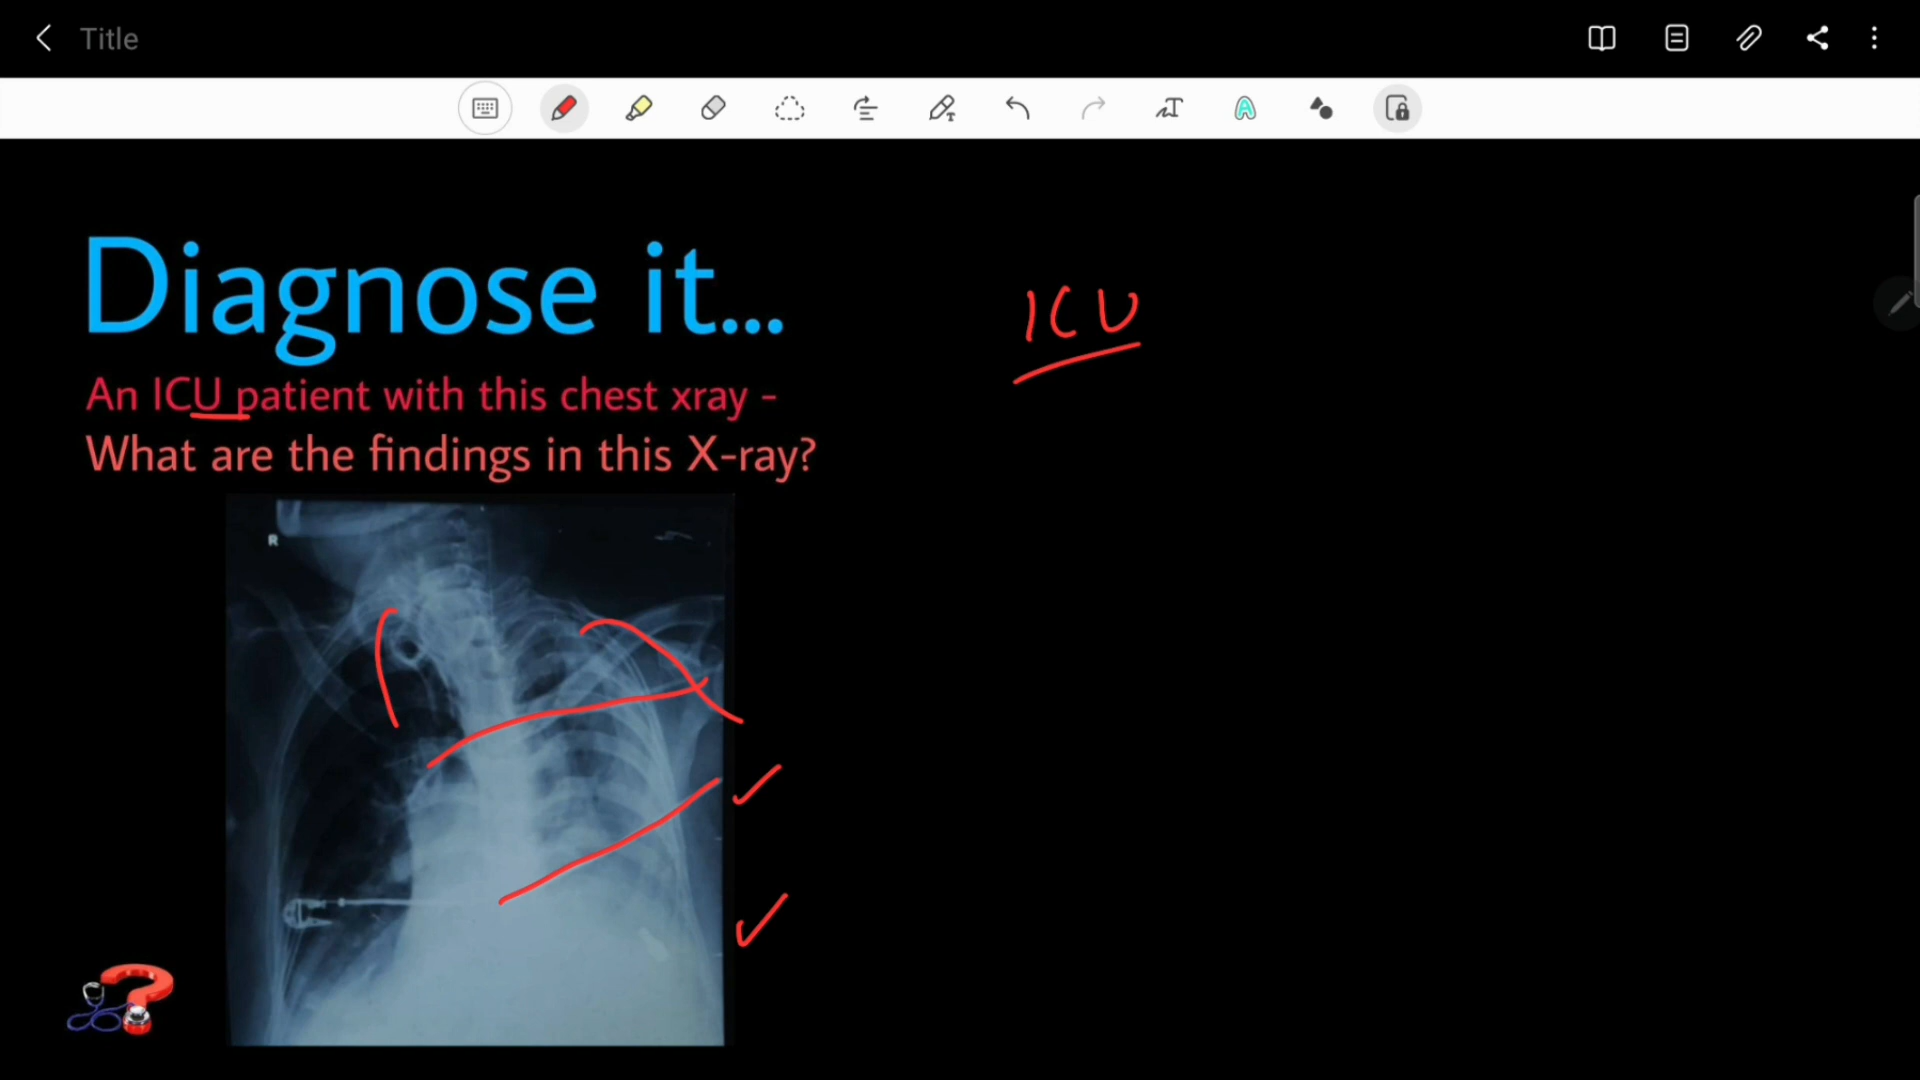 Title
Diagnose it...
ICU
An ICU patient with this chest xray -
What are the findings in this X-ray?
R